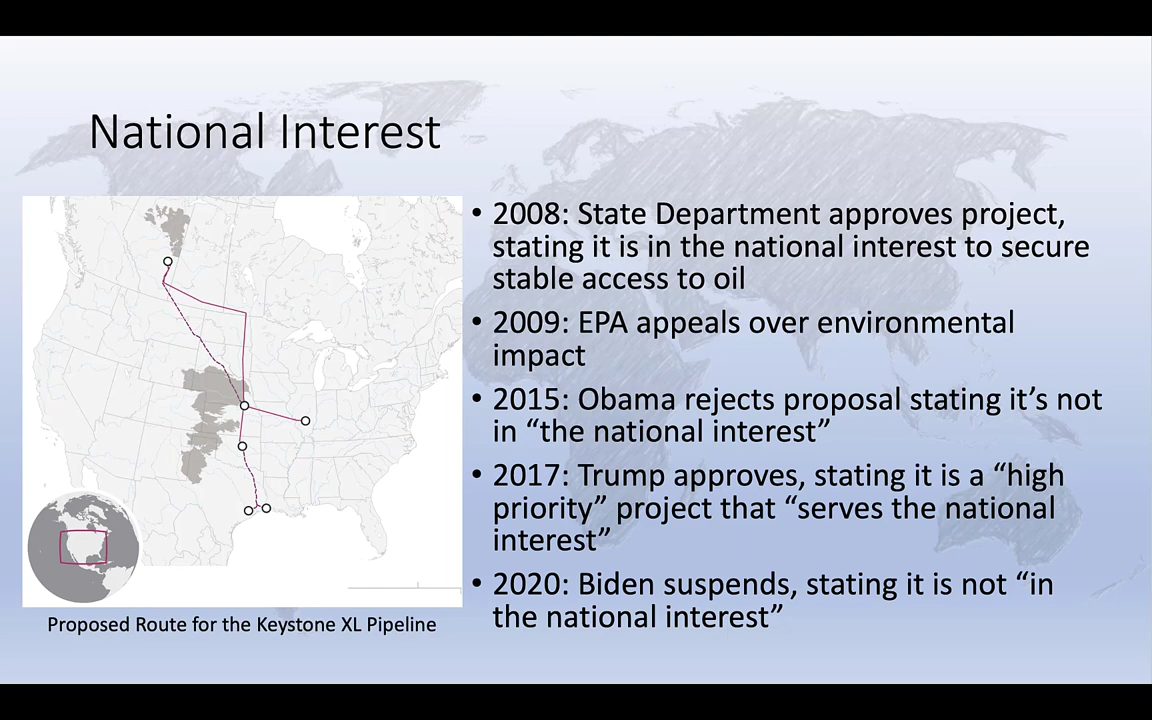 National Interest
• 2008: State Department approves project,
stating it is in the national interest to secure
stable access to oil
• 2009: EPA appeals over environmental
impact
• 2015: Obama rejects proposal stating it’s not
in “the national interest”
• 2017: Trump approves, stating it is a “high
priority” project that “serves the national
interest”
• 2020: Biden suspends, stating it is not “in
the national interest”
Proposed Route for the Keystone XL Pipeline